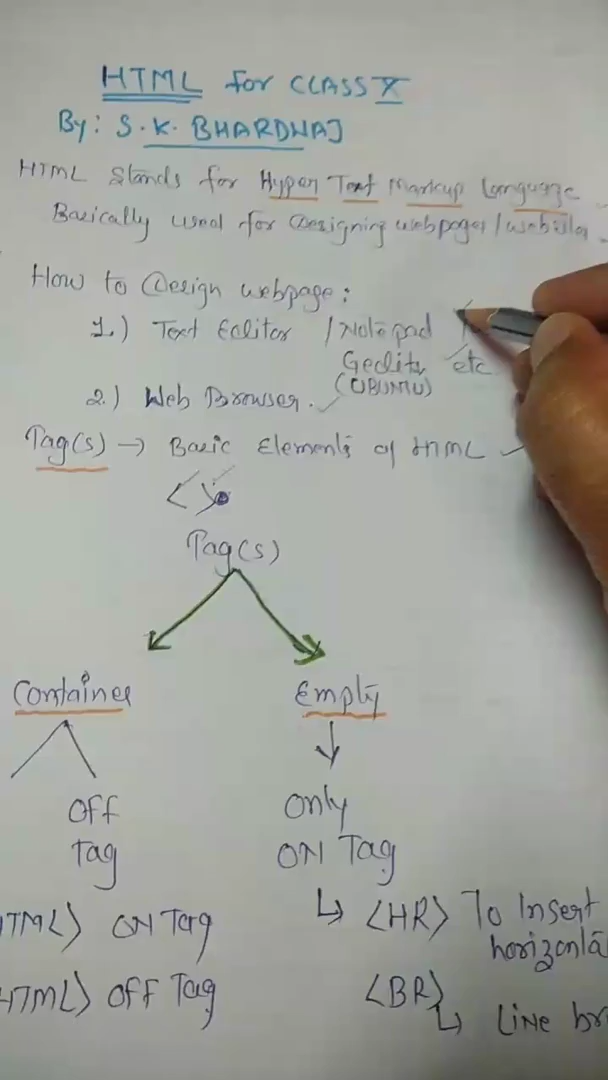 HTML for CLASS X
By: S.K. BHARDWAJ
HTML Stands for Hyper Text Markup Language
Basically used for Designing webpages/websites
How to Design webpage:
1.) Text Editor / Notepad /
Gedit, etc
(UBUNTU)
2.) Web Browser.
Tag(s) → Basic Elements of HTML
< >
Tag(s)
Container Empty
Off Only
Tag ON Tag
TML> ON Tag
↳ <HR> To Insert
horizonta
HTML> OFF Tag
<BR>
↳ Line br